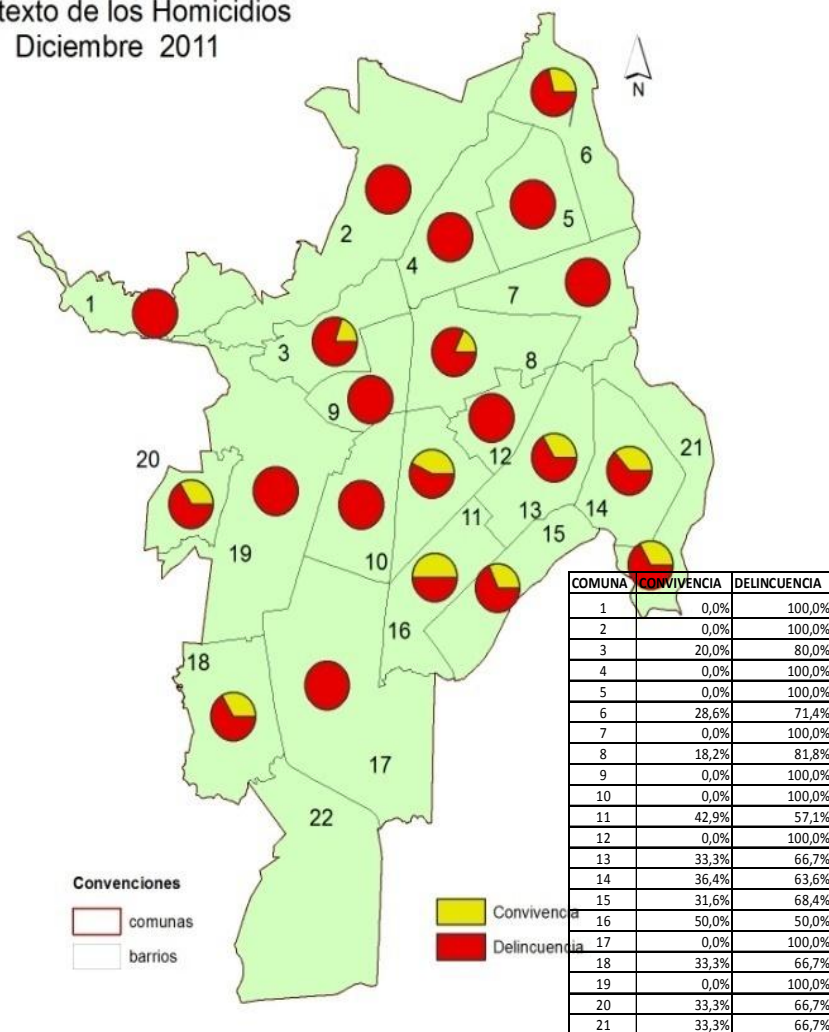 texto de los Homicidios
Diciembre 2011
N
6
2
5
4
1
7
3
8
9
20
12
21
11
13
14
15
19
10
16
18
17
22
COMUNA CONVIVENCIA DELINCUENCIA
1 0,0% 100,0%
2 0,0% 100,0%
3 20,0% 80,0%
4 0,0% 100,0%
5 0,0% 100,0%
6 28,6% 71,4%
7 0,0% 100,0%
8 18,2% 81,8%
9 0,0% 100,0%
10 0,0% 100,0%
11 42,9% 57,1%
12 0,0% 100,0%
13 33,3% 66,7%
14 36,4% 63,6%
15 31,6% 68,4%
16 50,0% 50,0%
17 0,0% 100,0%
18 33,3% 66,7%
19 0,0% 100,0%
20 33,3% 66,7%
21 33,3% 66,7%
Convenciones
comunas
barrios
Convivencia
Delincuencia